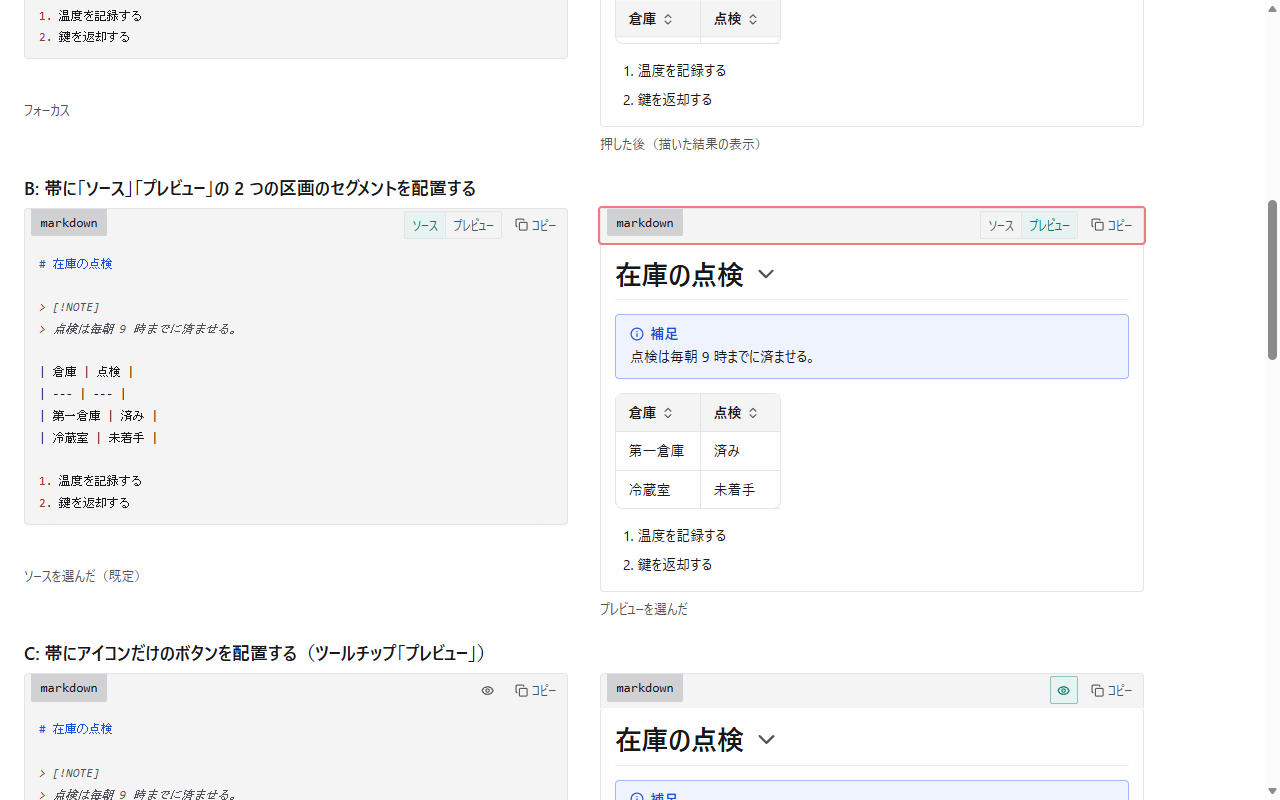 1. 温度を記録する
2. 鍵を返却する
フォーカス
倉庫 点検
1. 温度を記録する
2. 鍵を返却する
押した後（描いた結果の表示）
B: 帯に「ソース」「プレビュー」の 2 つの区画のセグメントを配置する
markdown ソース プレビュー コピー
# 在庫の点検
> [!NOTE]
> 点検は毎朝 9 時までに済ませる。
| 倉庫 | 点検 |
| --- | --- |
| 第一倉庫 | 済み |
| 冷蔵室 | 未着手 |
1. 温度を記録する
2. 鍵を返却する
ソースを選んだ（既定）
markdown ソース プレビュー コピー
在庫の点検
補足
点検は毎朝 9 時までに済ませる。
倉庫 点検
第一倉庫 済み
冷蔵室 未着手
1. 温度を記録する
2. 鍵を返却する
プレビューを選んだ
C: 帯にアイコンだけのボタンを配置する（ツールチップ「プレビュー」）
markdown コピー
# 在庫の点検
> [!NOTE]
> 点検は毎朝 9 時までに済ませる。
markdown コピー
在庫の点検
補足